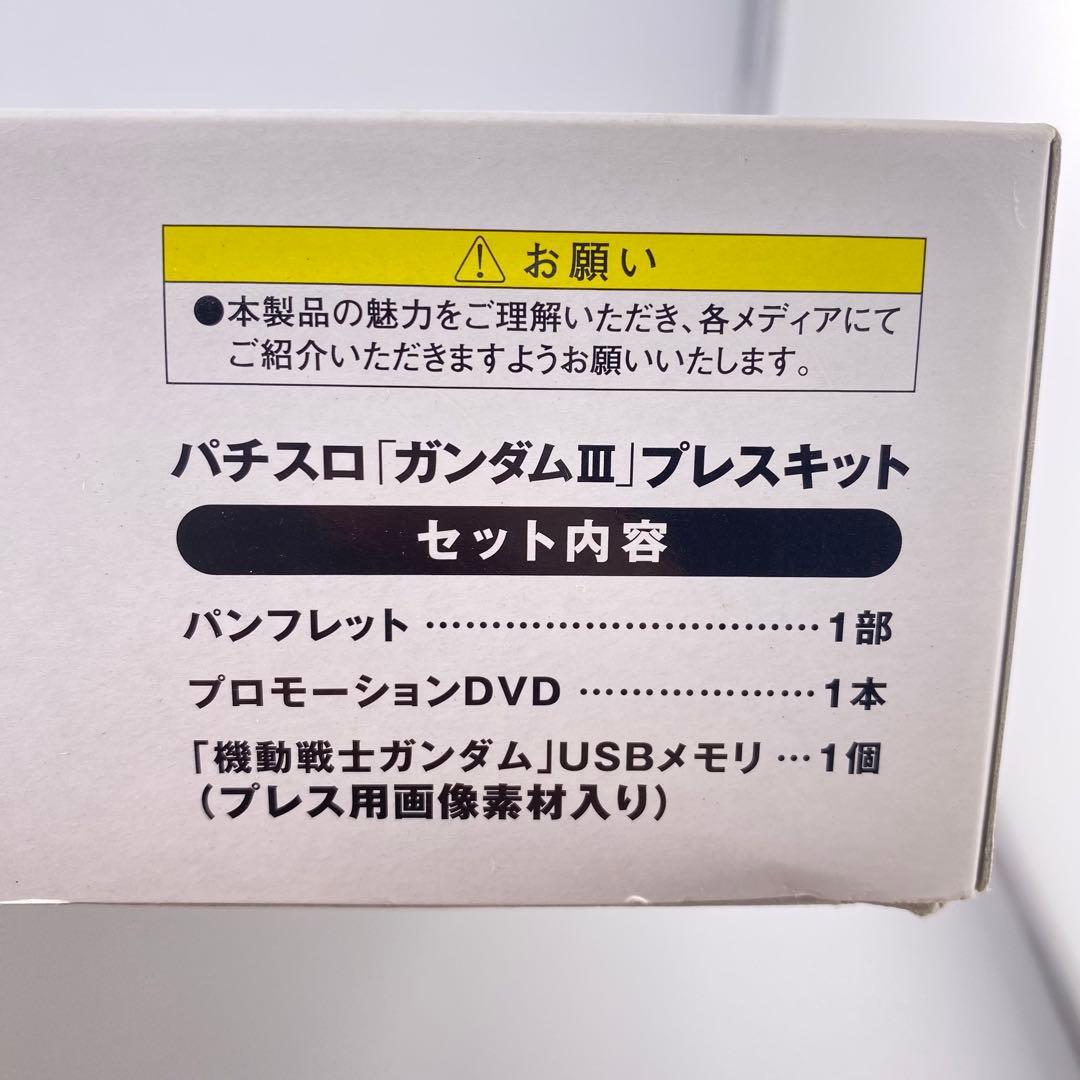 お願い
●本製品の魅力をご理解いただき、各メディアにて
ご紹介いただきますようお願いいたします。
パチスロ「ガンダムⅢ」プレスキット
セット内容
パンフレット……………………………1部
プロモーションDVD………………1本
「機動戦士ガンダム」USBメモリ…1個
（プレス用画像素材入り）